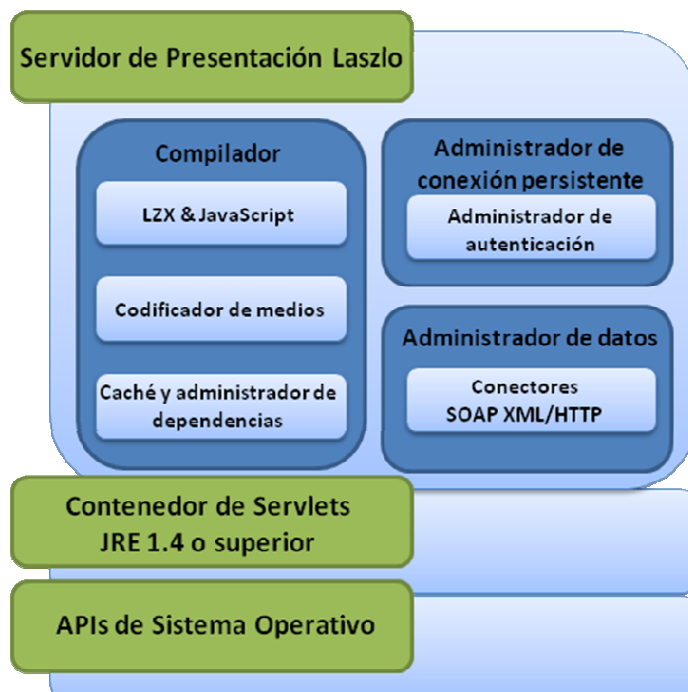 Servidor de Presentación Laszlo
Compilador
LZX & JavaScript
Codificador de medios
Caché y administrador de
dependencias
Administrador de
conexión persistente
Administrador de
autenticación
Administrador de datos
Conectores
SOAP XML/HTTP
Contenedor de Servlets
JRE 1.4 o superior
APIs de Sistema Operativo